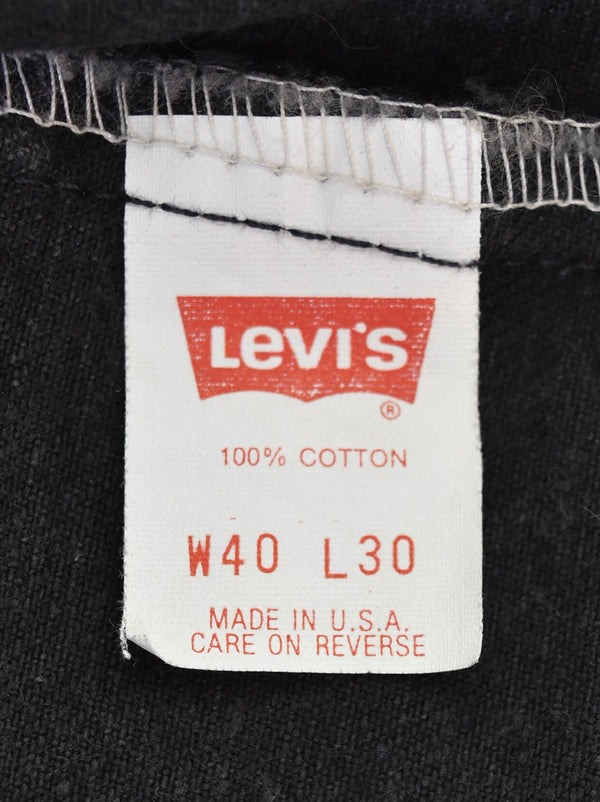 Levi's
®
100% COTTON
W40 L30
MADE IN U.S.A.
CARE ON REVERSE